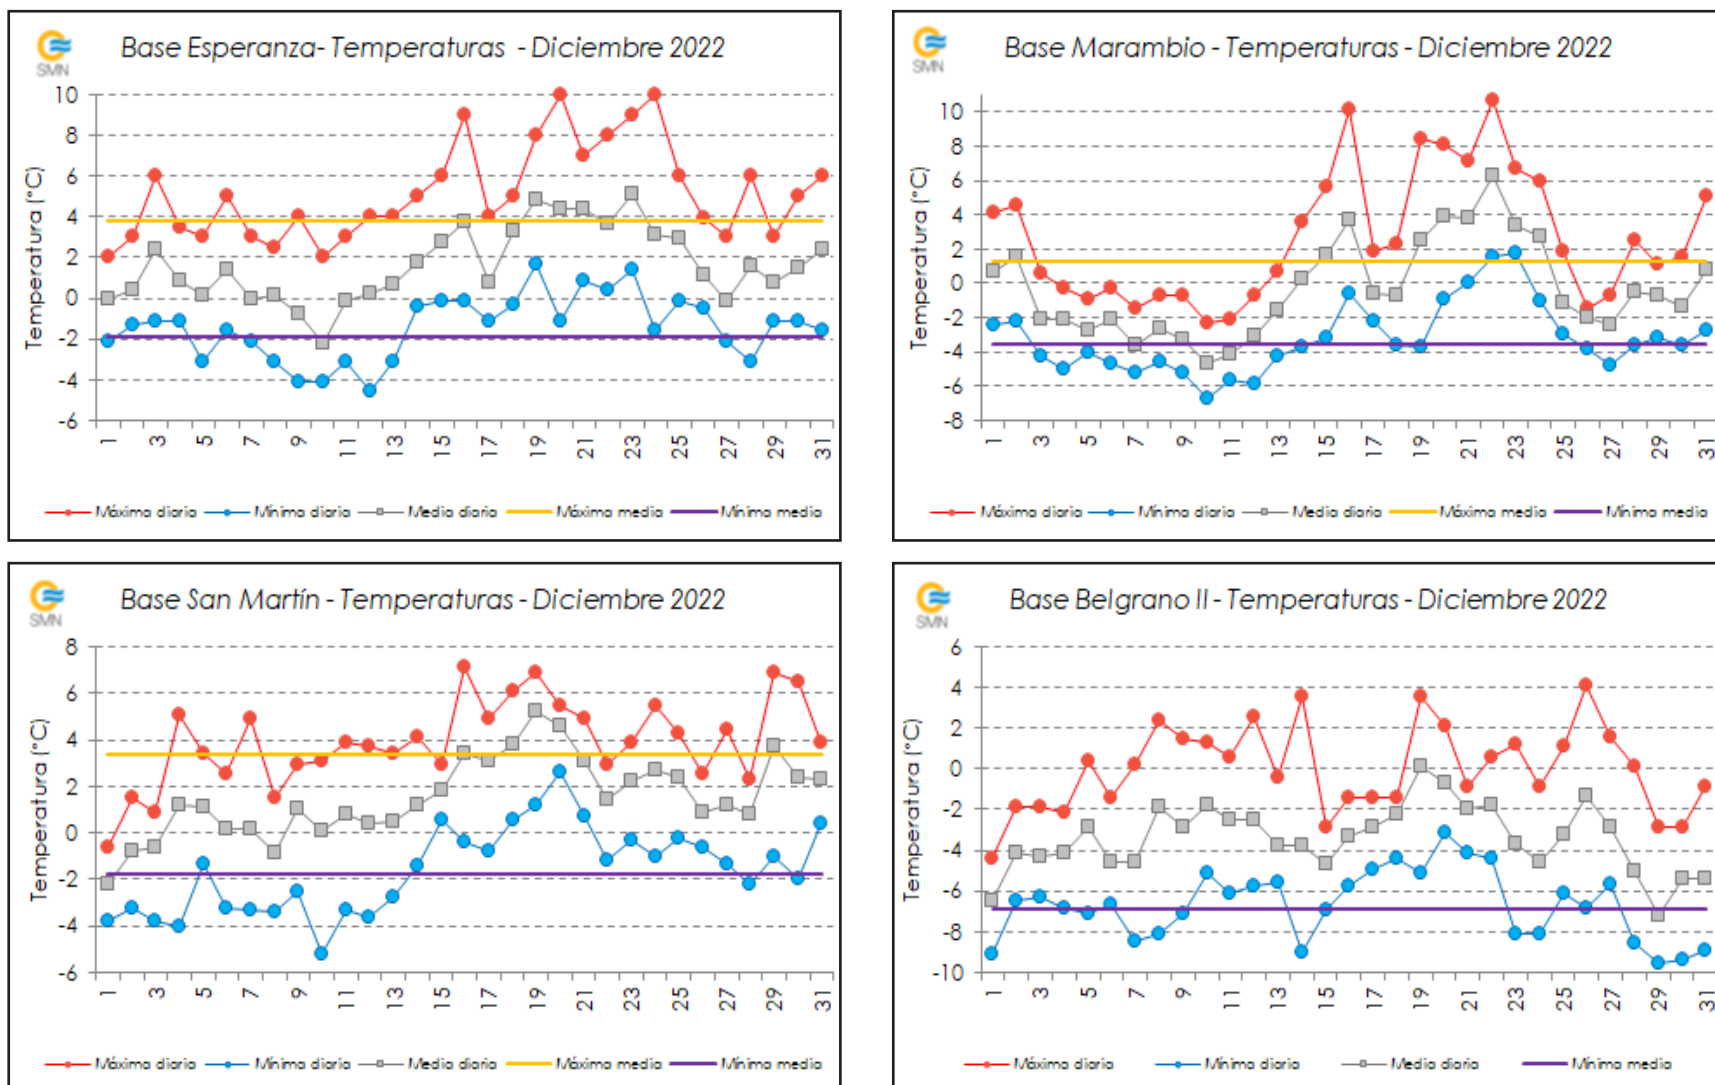 SMN
Base Esperanza- Temperaturas - Diciembre 2022
Temperatura (°C)
10
8
6
4
2
0
-2
-4
-6
1 3 5 7 9 11 13 15 17 19 21 23 25 27 29 31
Máxima diaria Mínima diaria Media diaria Máxima media Mínima media
SMN
Base Marambio - Temperaturas - Diciembre 2022
Temperatura (°C)
10
8
6
4
2
0
-2
-4
-6
-8
1 3 5 7 9 11 13 15 17 19 21 23 25 27 29 31
Máxima diaria Mínima diaria Media diaria Máxima media Mínima media
SMN
Base San Martín - Temperaturas - Diciembre 2022
Temperatura (°C)
8
6
4
2
0
-2
-4
-6
1 3 5 7 9 11 13 15 17 19 21 23 25 27 29 31
Máxima diaria Mínima diaria Media diaria Máxima media Mínima media
SMN
Base Belgrano II - Temperaturas - Diciembre 2022
Temperatura (°C)
6
4
2
0
-2
-4
-6
-8
-10
1 3 5 7 9 11 13 15 17 19 21 23 25 27 29 31
Máxima diaria Mínima diaria Media diaria Mínima media